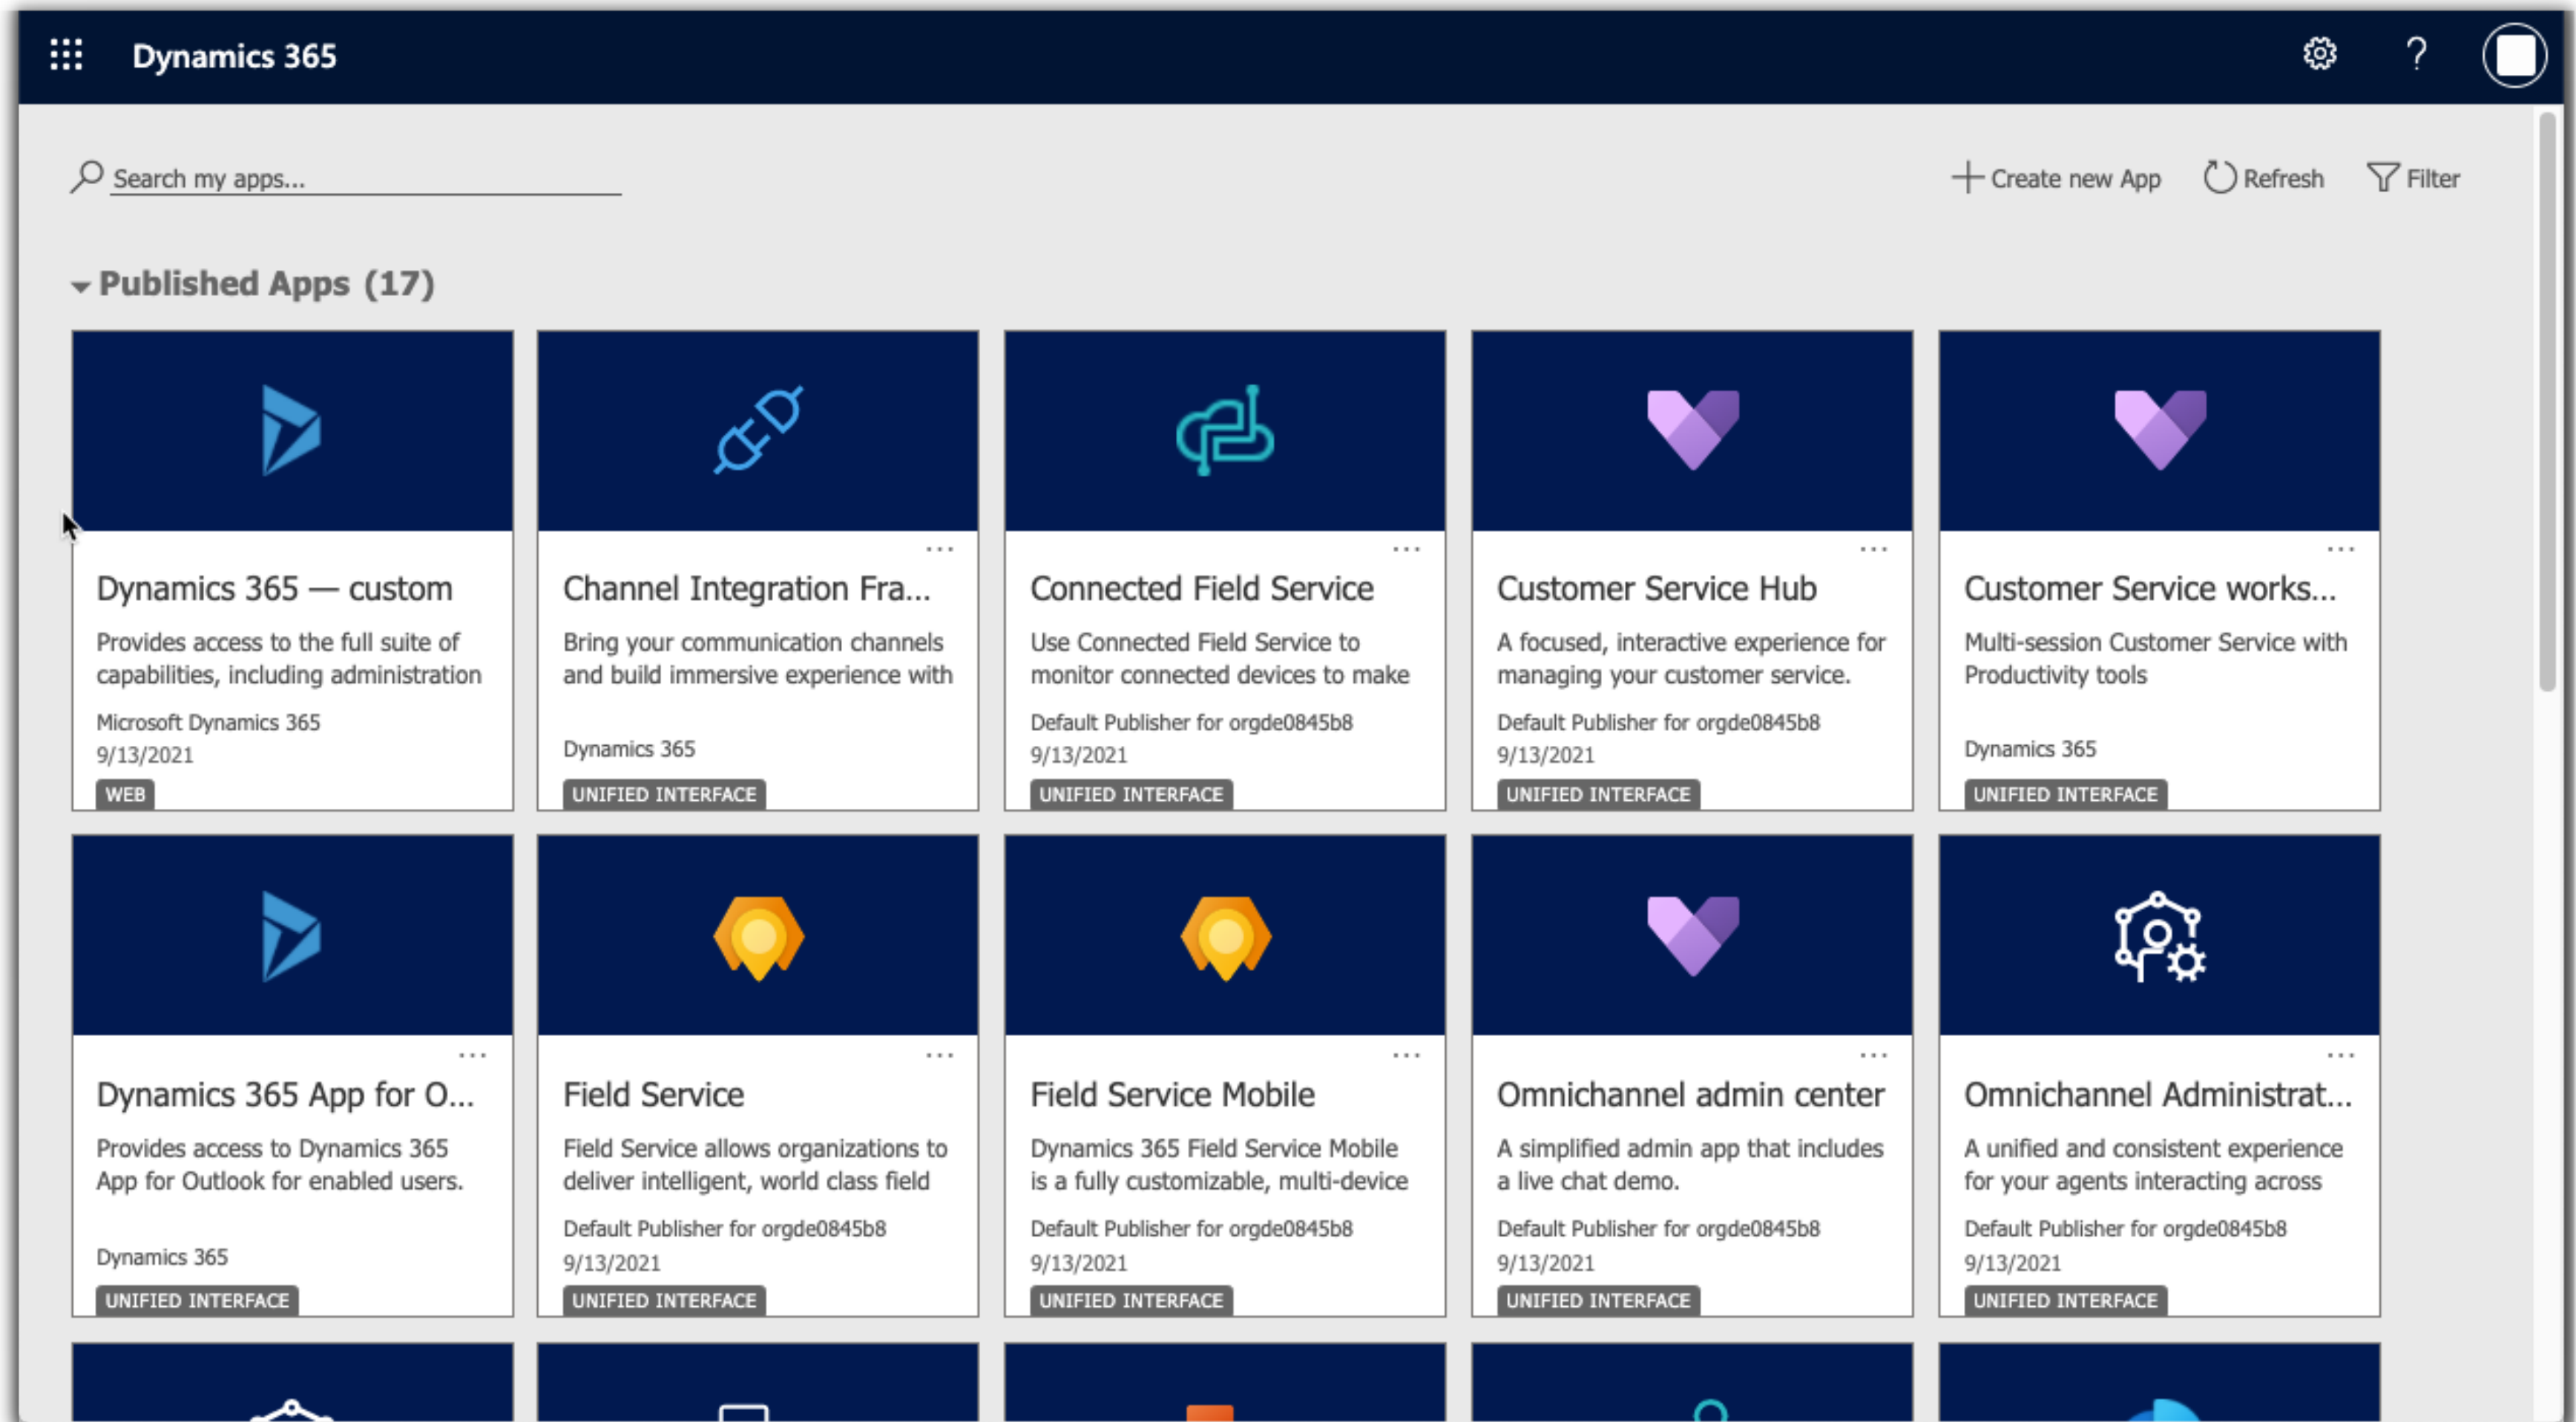 Dynamics 365
?
Search my apps...
Create new App
Refresh
Filter
Published Apps (17)
Dynamics 365 — custom
Provides access to the full suite of
capabilities, including administration
Microsoft Dynamics 365
9/13/2021
WEB
...
Channel Integration Fra...
Bring your communication channels
and build immersive experience with
Dynamics 365
UNIFIED INTERFACE
...
Connected Field Service
Use Connected Field Service to
monitor connected devices to make
Default Publisher for orgde0845b8
9/13/2021
UNIFIED INTERFACE
...
Customer Service Hub
A focused, interactive experience for
managing your customer service.
Default Publisher for orgde0845b8
9/13/2021
UNIFIED INTERFACE
...
Customer Service works...
Multi-session Customer Service with
Productivity tools
Dynamics 365
UNIFIED INTERFACE
...
Dynamics 365 App for O...
Provides access to Dynamics 365
App for Outlook for enabled users.
Dynamics 365
UNIFIED INTERFACE
...
Field Service
Field Service allows organizations to
deliver intelligent, world class field
Default Publisher for orgde0845b8
9/13/2021
UNIFIED INTERFACE
...
Field Service Mobile
Dynamics 365 Field Service Mobile
is a fully customizable, multi-device
Default Publisher for orgde0845b8
9/13/2021
UNIFIED INTERFACE
...
Omnichannel admin center
A simplified admin app that includes
a live chat demo.
Default Publisher for orgde0845b8
9/13/2021
UNIFIED INTERFACE
...
Omnichannel Administrat...
A unified and consistent experience
for your agents interacting across
Default Publisher for orgde0845b8
9/13/2021
UNIFIED INTERFACE